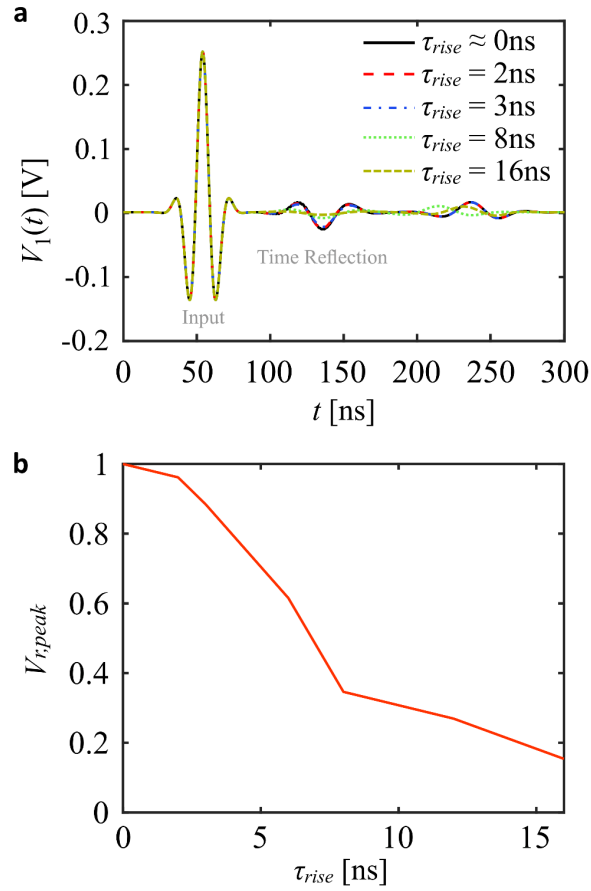 a
0.3
0.2
0.1
0
-0.1
-0.2
V1(t) [V]
τrise ≈ 0ns
τrise = 2ns
τrise = 3ns
τrise = 8ns
τrise = 16ns
Time Reflection
Input
0 50 100 150 200 250 300
t [ns]
b
1
0.8
0.6
0.4
0.2
0
Vr,peak
0 5 10 15
τrise [ns]